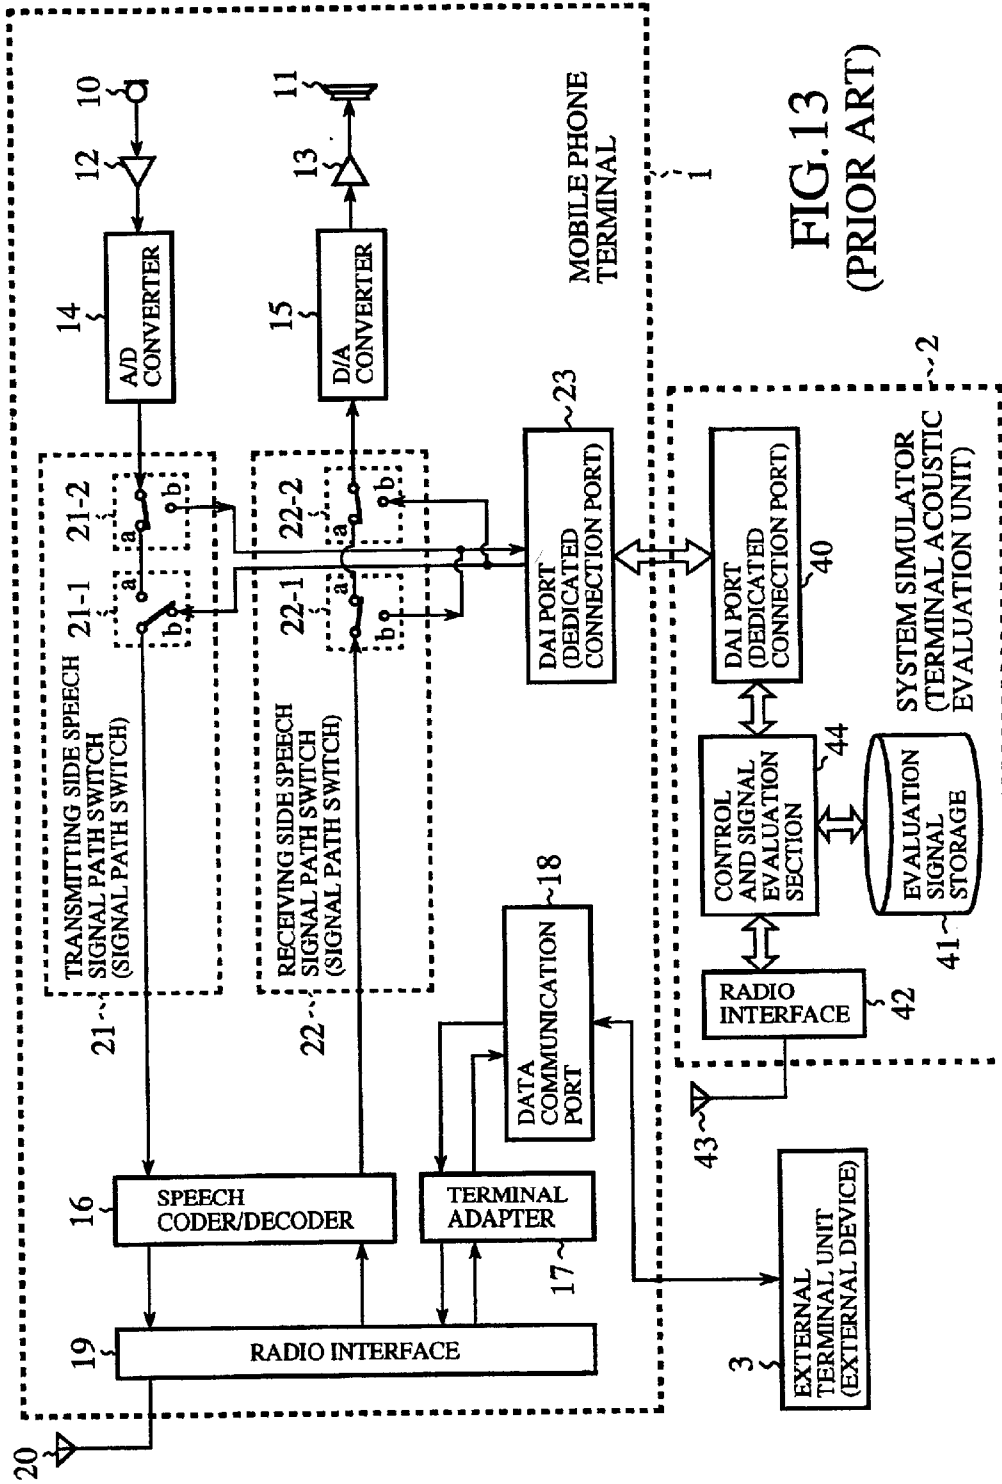 FIG.13
(PRIOR ART)
MOBILE PHONE
TERMINAL
1
10
12
14
A/D
CONVERTER
11
13
15
D/A
CONVERTER
21
TRANSMITTING SIDE SPEECH
SIGNAL PATH SWITCH
(SIGNAL PATH SWITCH)
21-1
a
b
21-2
a
b
22
RECEIVING SIDE SPEECH
SIGNAL PATH SWITCH
(SIGNAL PATH SWITCH)
22-1
a
b
22-2
a
b
16
SPEECH
CODER/DECODER
19
RADIO INTERFACE
20
17
TERMINAL
ADAPTER
18
DATA
COMMUNICATION
PORT
23
DAI PORT
(DEDICATED
CONNECTION PORT)
2
SYSTEM SIMULATOR
(TERMINAL ACOUSTIC
EVALUATION UNIT)
DAI PORT
(DEDICATED
CONNECTION PORT)
40
CONTROL
AND SIGNAL
EVALUATION
SECTION
44
EVALUATION
SIGNAL
STORAGE
41
RADIO
INTERFACE
42
43
3
EXTERNAL
TERMINAL UNIT
(EXTERNAL DEVICE)